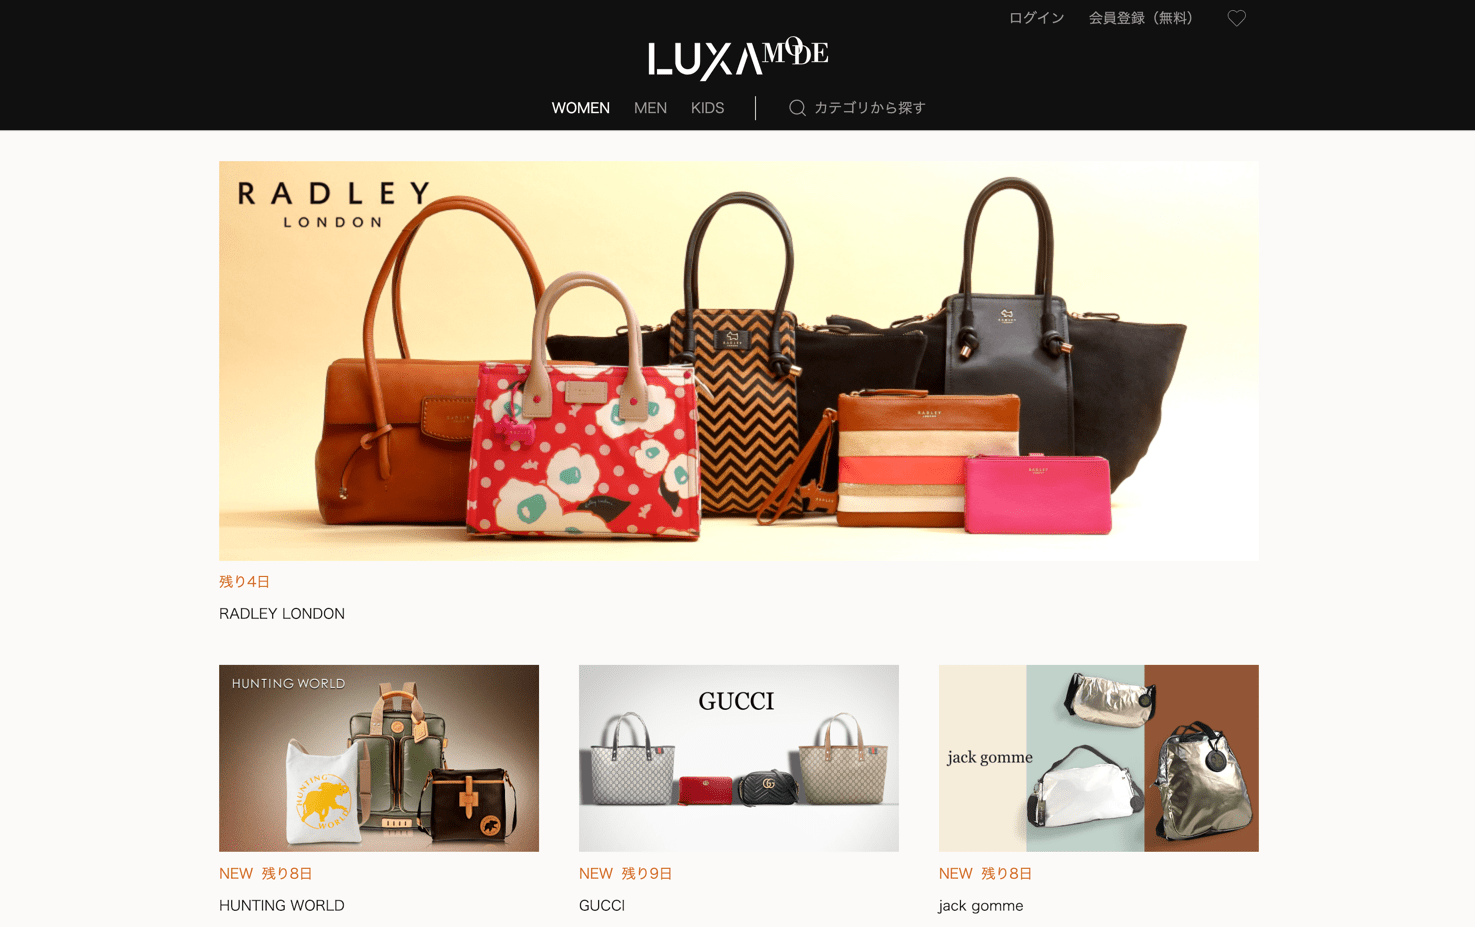 ログイン 会員登録（無料）
LUXA MODE
WOMEN MEN KIDS カテゴリから探す
RADLEY
LONDON
残り4日
RADLEY LONDON
HUNTING WORLD
HUNTING
WORLD
GUCCI
jack gomme
NEW 残り8日
NEW 残り9日
NEW 残り8日
HUNTING WORLD
GUCCI
jack gomme